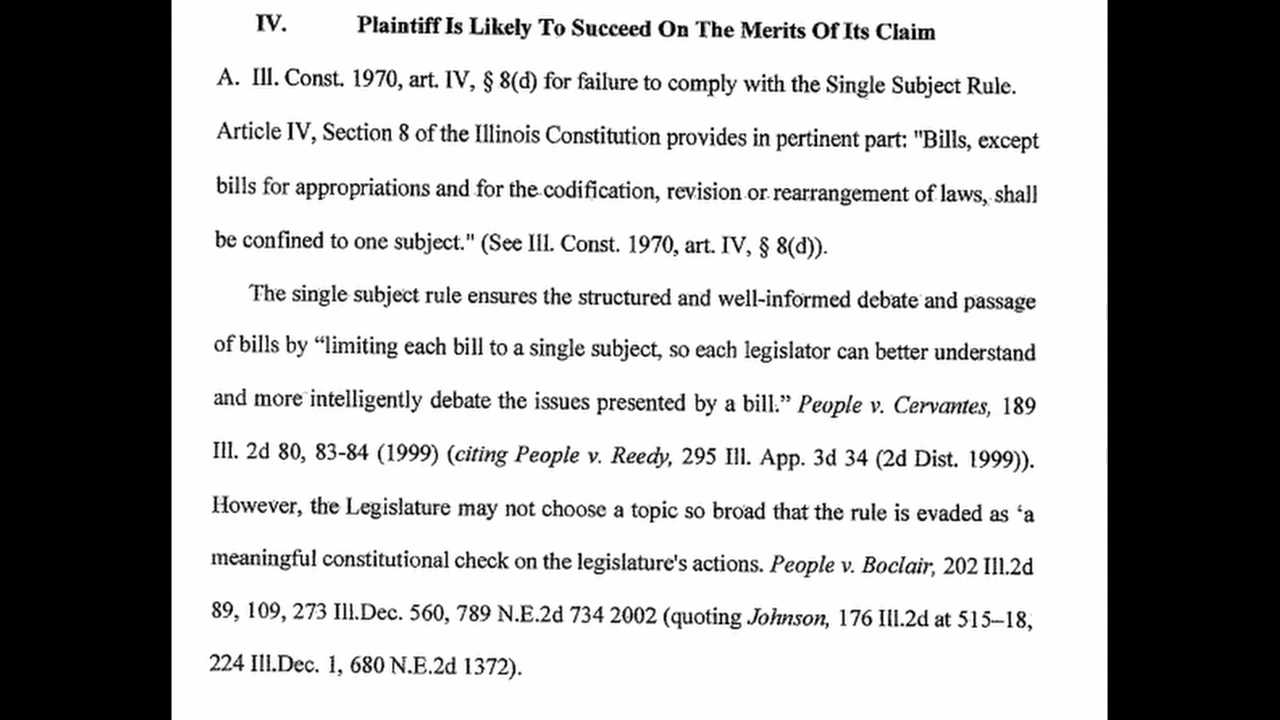 IV. Plaintiff Is Likely To Succeed On The Merits Of Its Claim
A. Ill. Const. 1970, art. IV, § 8(d) for failure to comply with the Single Subject Rule.
Article IV, Section 8 of the Illinois Constitution provides in pertinent part: "Bills, except
bills for appropriations and for the codification, revision or rearrangement of laws, shall
be confined to one subject." (See Ill. Const. 1970, art. IV, § 8(d)).
The single subject rule ensures the structured and well-informed debate and passage
of bills by “limiting each bill to a single subject, so each legislator can better understand
and more intelligently debate the issues presented by a bill.” People v. Cervantes, 189
Ill. 2d 80, 83-84 (1999) (citing People v. Reedy, 295 Ill. App. 3d 34 (2d Dist. 1999)).
However, the Legislature may not choose a topic so broad that the rule is evaded as ‘a
meaningful constitutional check on the legislature's actions. People v. Boclair, 202 Ill.2d
89, 109, 273 Ill.Dec. 560, 789 N.E.2d 734 2002 (quoting Johnson, 176 Ill.2d at 515–18,
224 Ill.Dec. 1, 680 N.E.2d 1372).